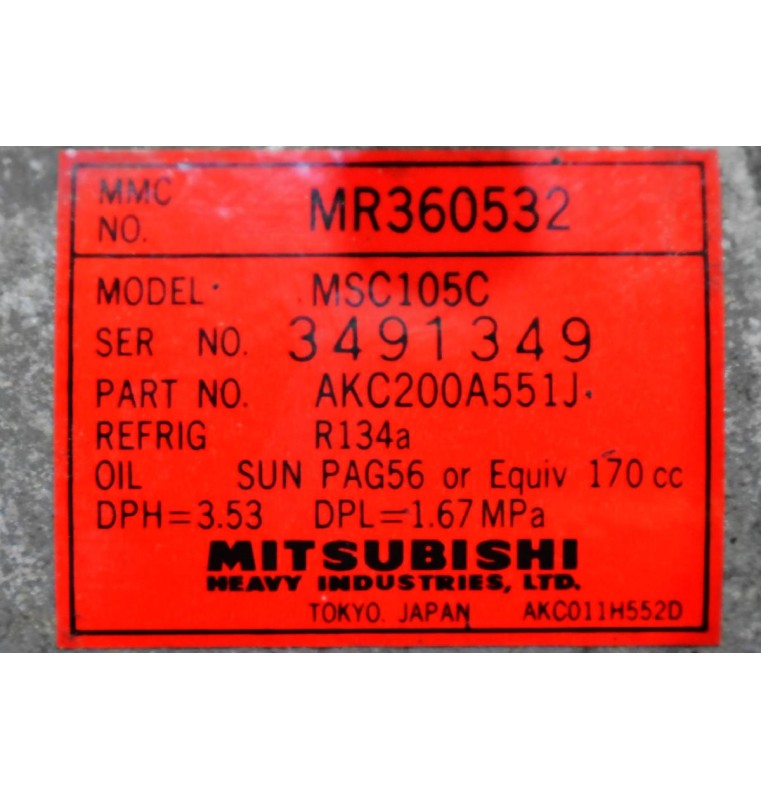 MMC NO. MR360532
MODEL MSC105C
SER NO. 3491349
PART NO. AKC200A551J
REFRIG R134a
OIL SUN PAG56 or Equiv 170 cc
DPH=3.53 DPL=1.67 MPa
MITSUBISHI
HEAVY INDUSTRIES, LTD.
TOKYO. JAPAN AKC011H552D